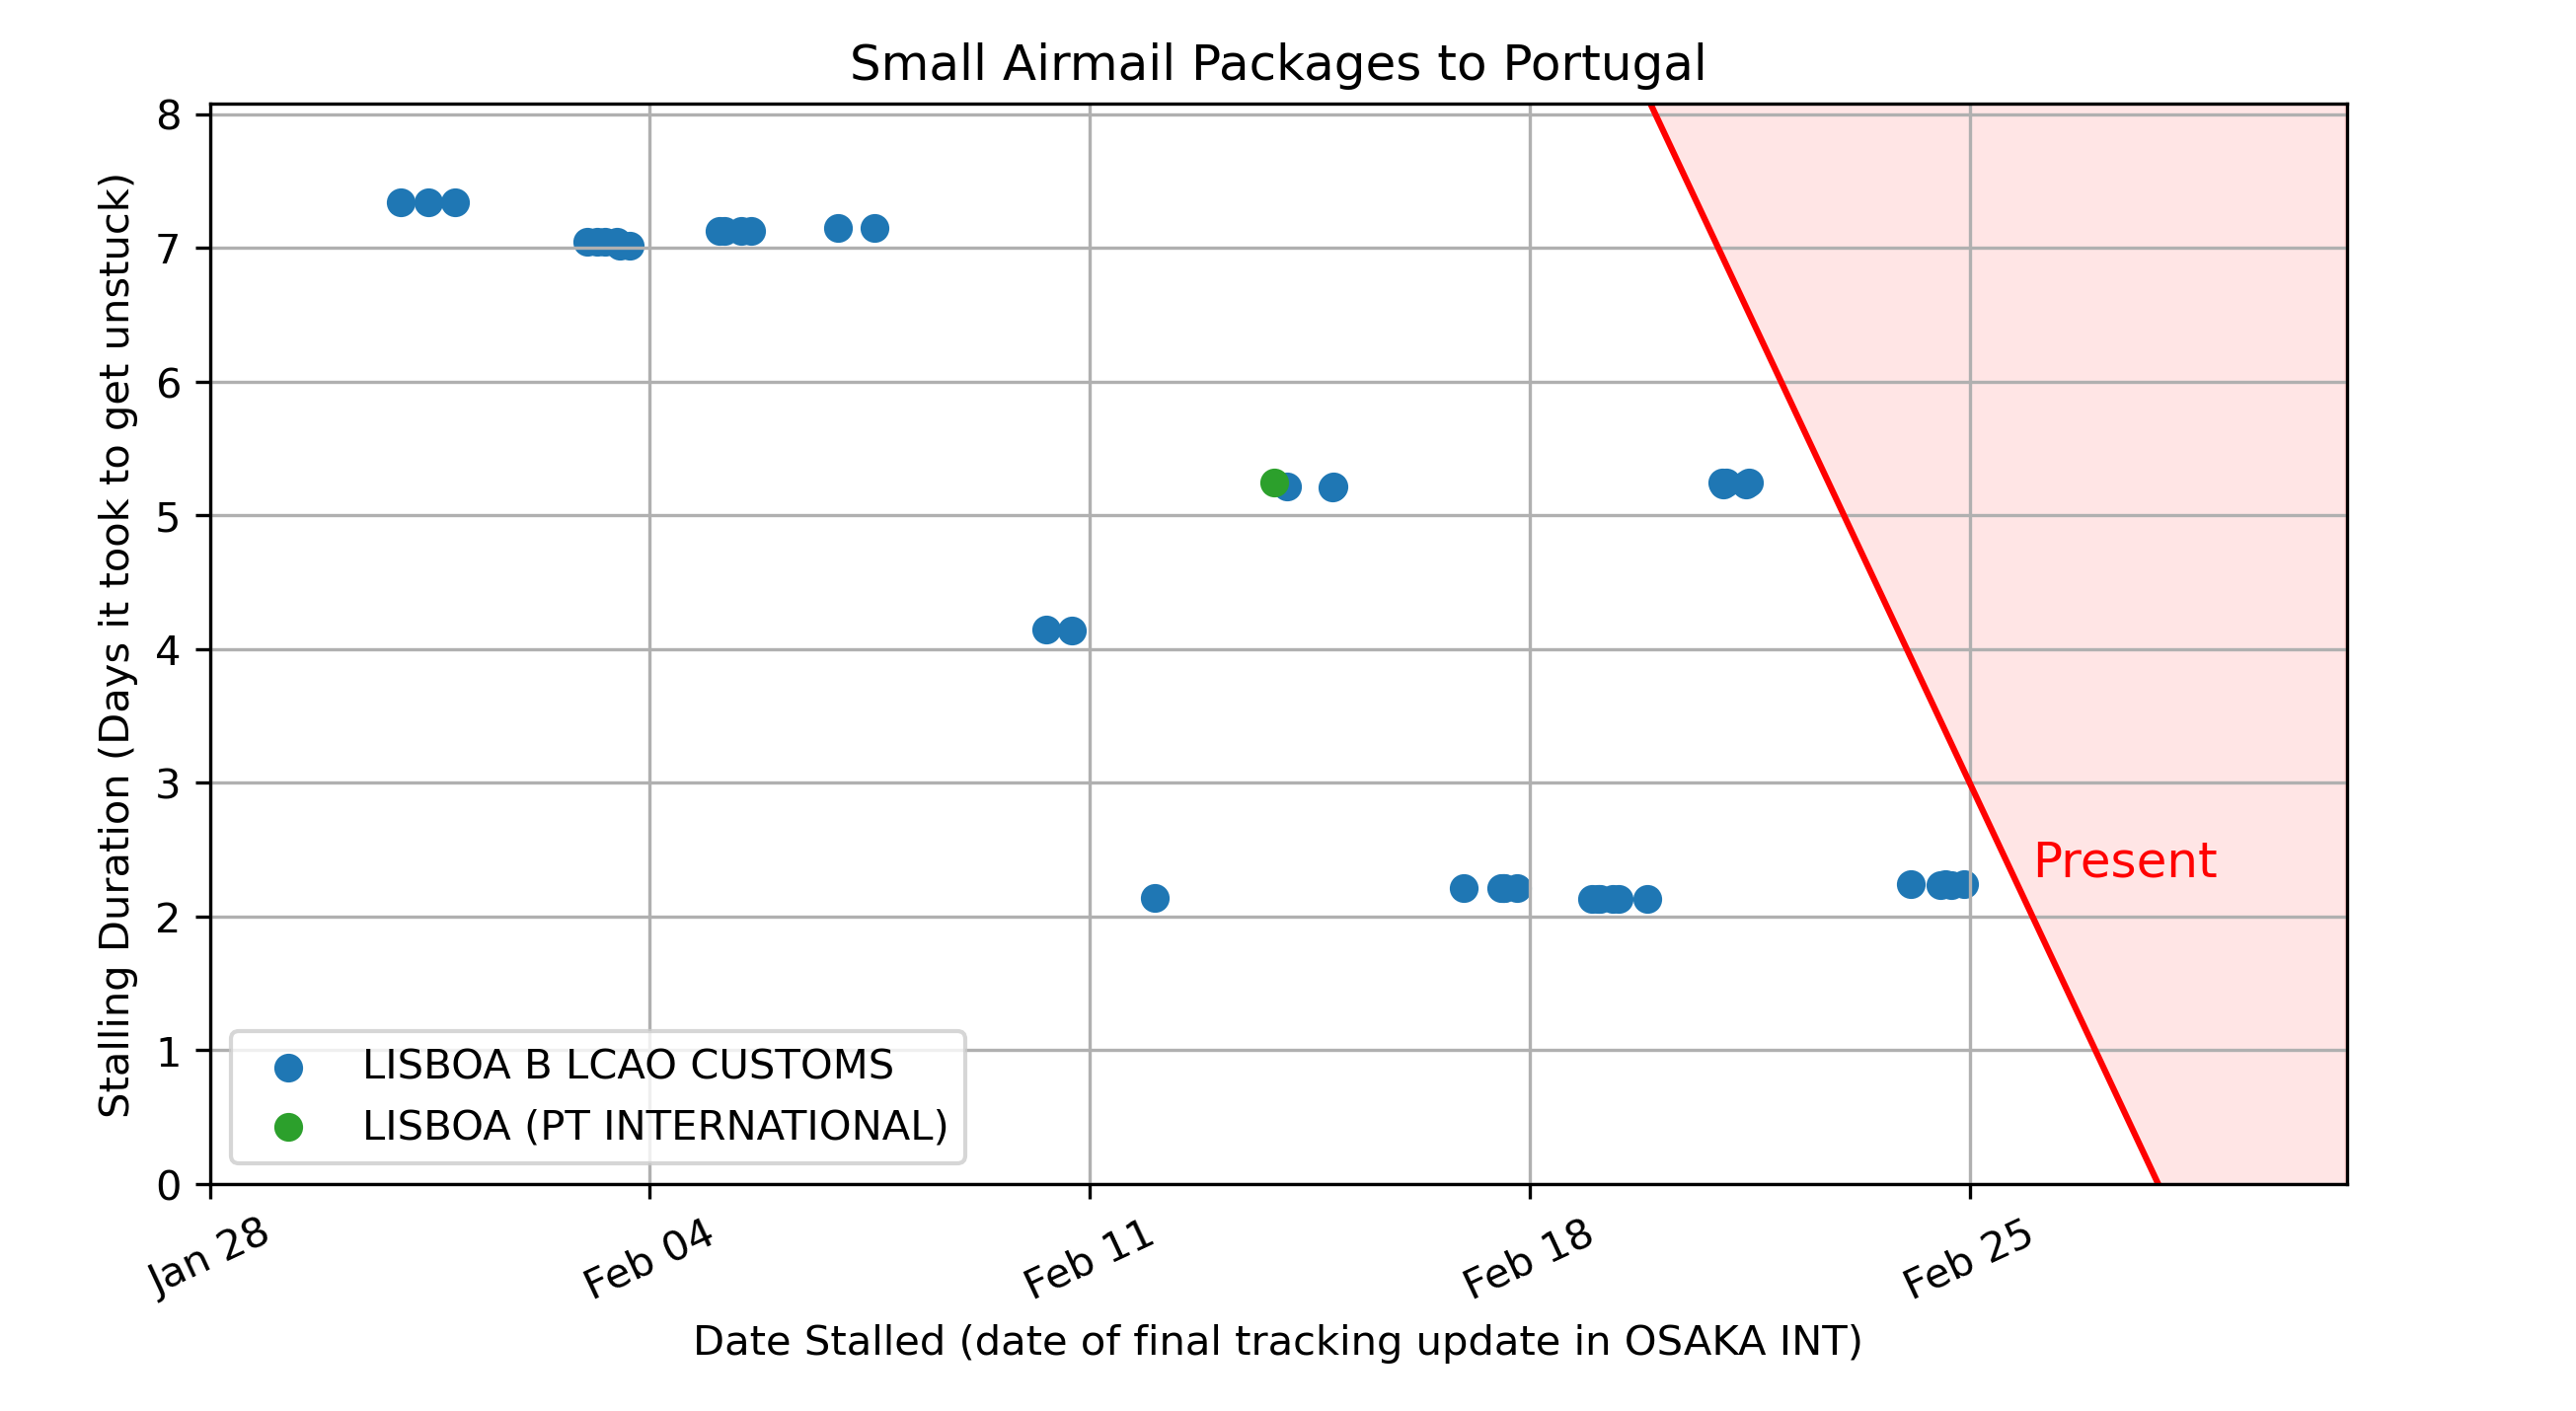 Small Airmail Packages to Portugal
Stalling Duration (Days it took to get unstuck)
8
7
6
5
4
3
2
1
0
Present
LISBOA B LCAO CUSTOMS
LISBOA (PT INTERNATIONAL)
Jan 28
Feb 04
Feb 11
Feb 18
Feb 25
Date Stalled (date of final tracking update in OSAKA INT)